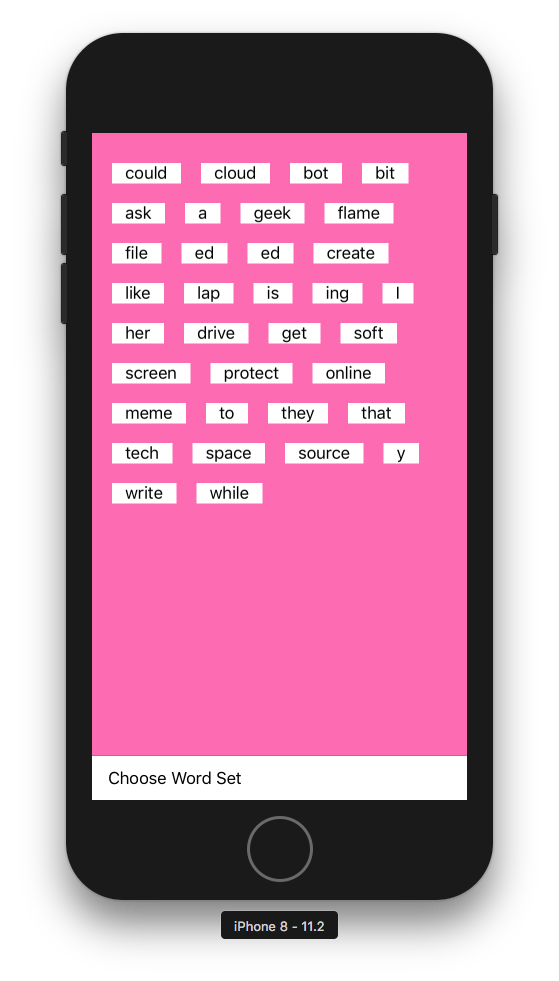 could cloud bot bit
ask a geek flame
file ed ed create
like lap is ing I
her drive get soft
screen protect online
meme to they that
tech space source y
write while
Choose Word Set
iPhone 8 - 11.2